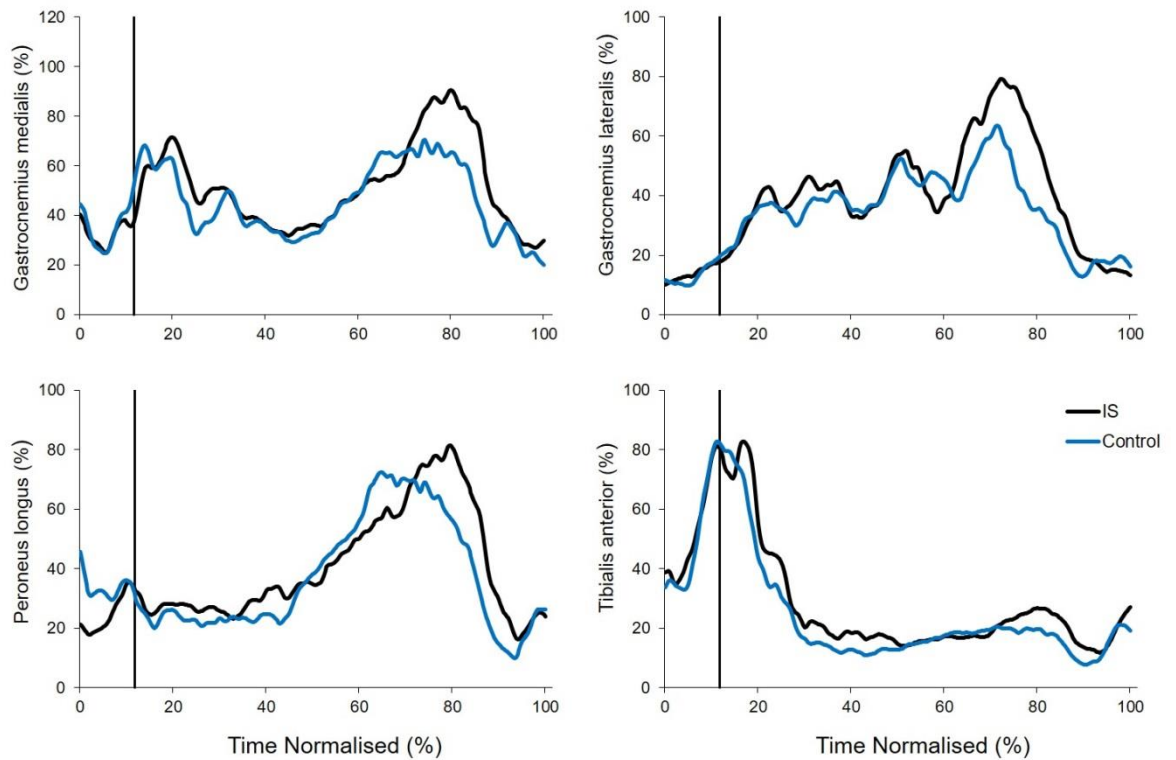 Gastrocnemius medialis (%)
120
100
80
60
40
20
0
0 20 40 60 80 100
Gastrocnemius lateralis (%)
100
80
60
40
20
0
0 20 40 60 80 100
Peroneus longus (%)
100
80
60
40
20
0
0 20 40 60 80 100
Time Normalised (%)
Tibialis anterior (%)
100
80
60
40
20
0
0 20 40 60 80 100
Time Normalised (%)
IS
Control